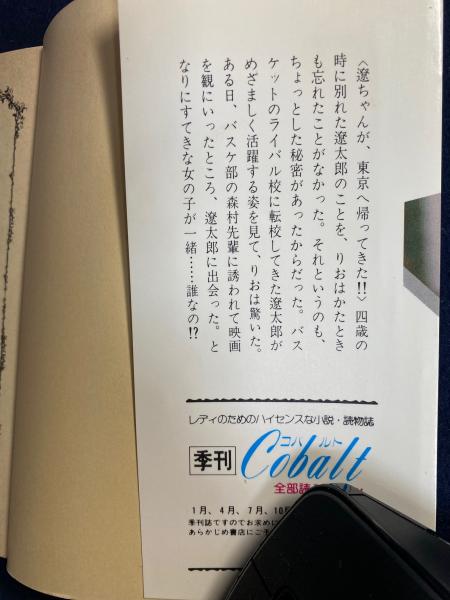 〈遼ちゃんが、東京へ帰ってきた!!〉四歳の
時に別れた遼太郎のことを、りおはかたとき
も忘れたことがなかった。それというのも、
ちょっとした秘密があったからだった。バス
ケットのライバル校に転校してきた遼太郎が
めざましく活躍する姿を見て、りおは驚いた。
ある日、バスケ部の森村先輩に誘われて映画
を観にいったところ、遼太郎に出会った。と
なりにすてきな女の子が一緒……誰なの!?
レディのためのハイセンスな小説・読物誌
季刊
コバルト
Cobalt
全部読
1月、4月、7月、10
季刊誌ですのでお求めに
あらかじめ書店にご